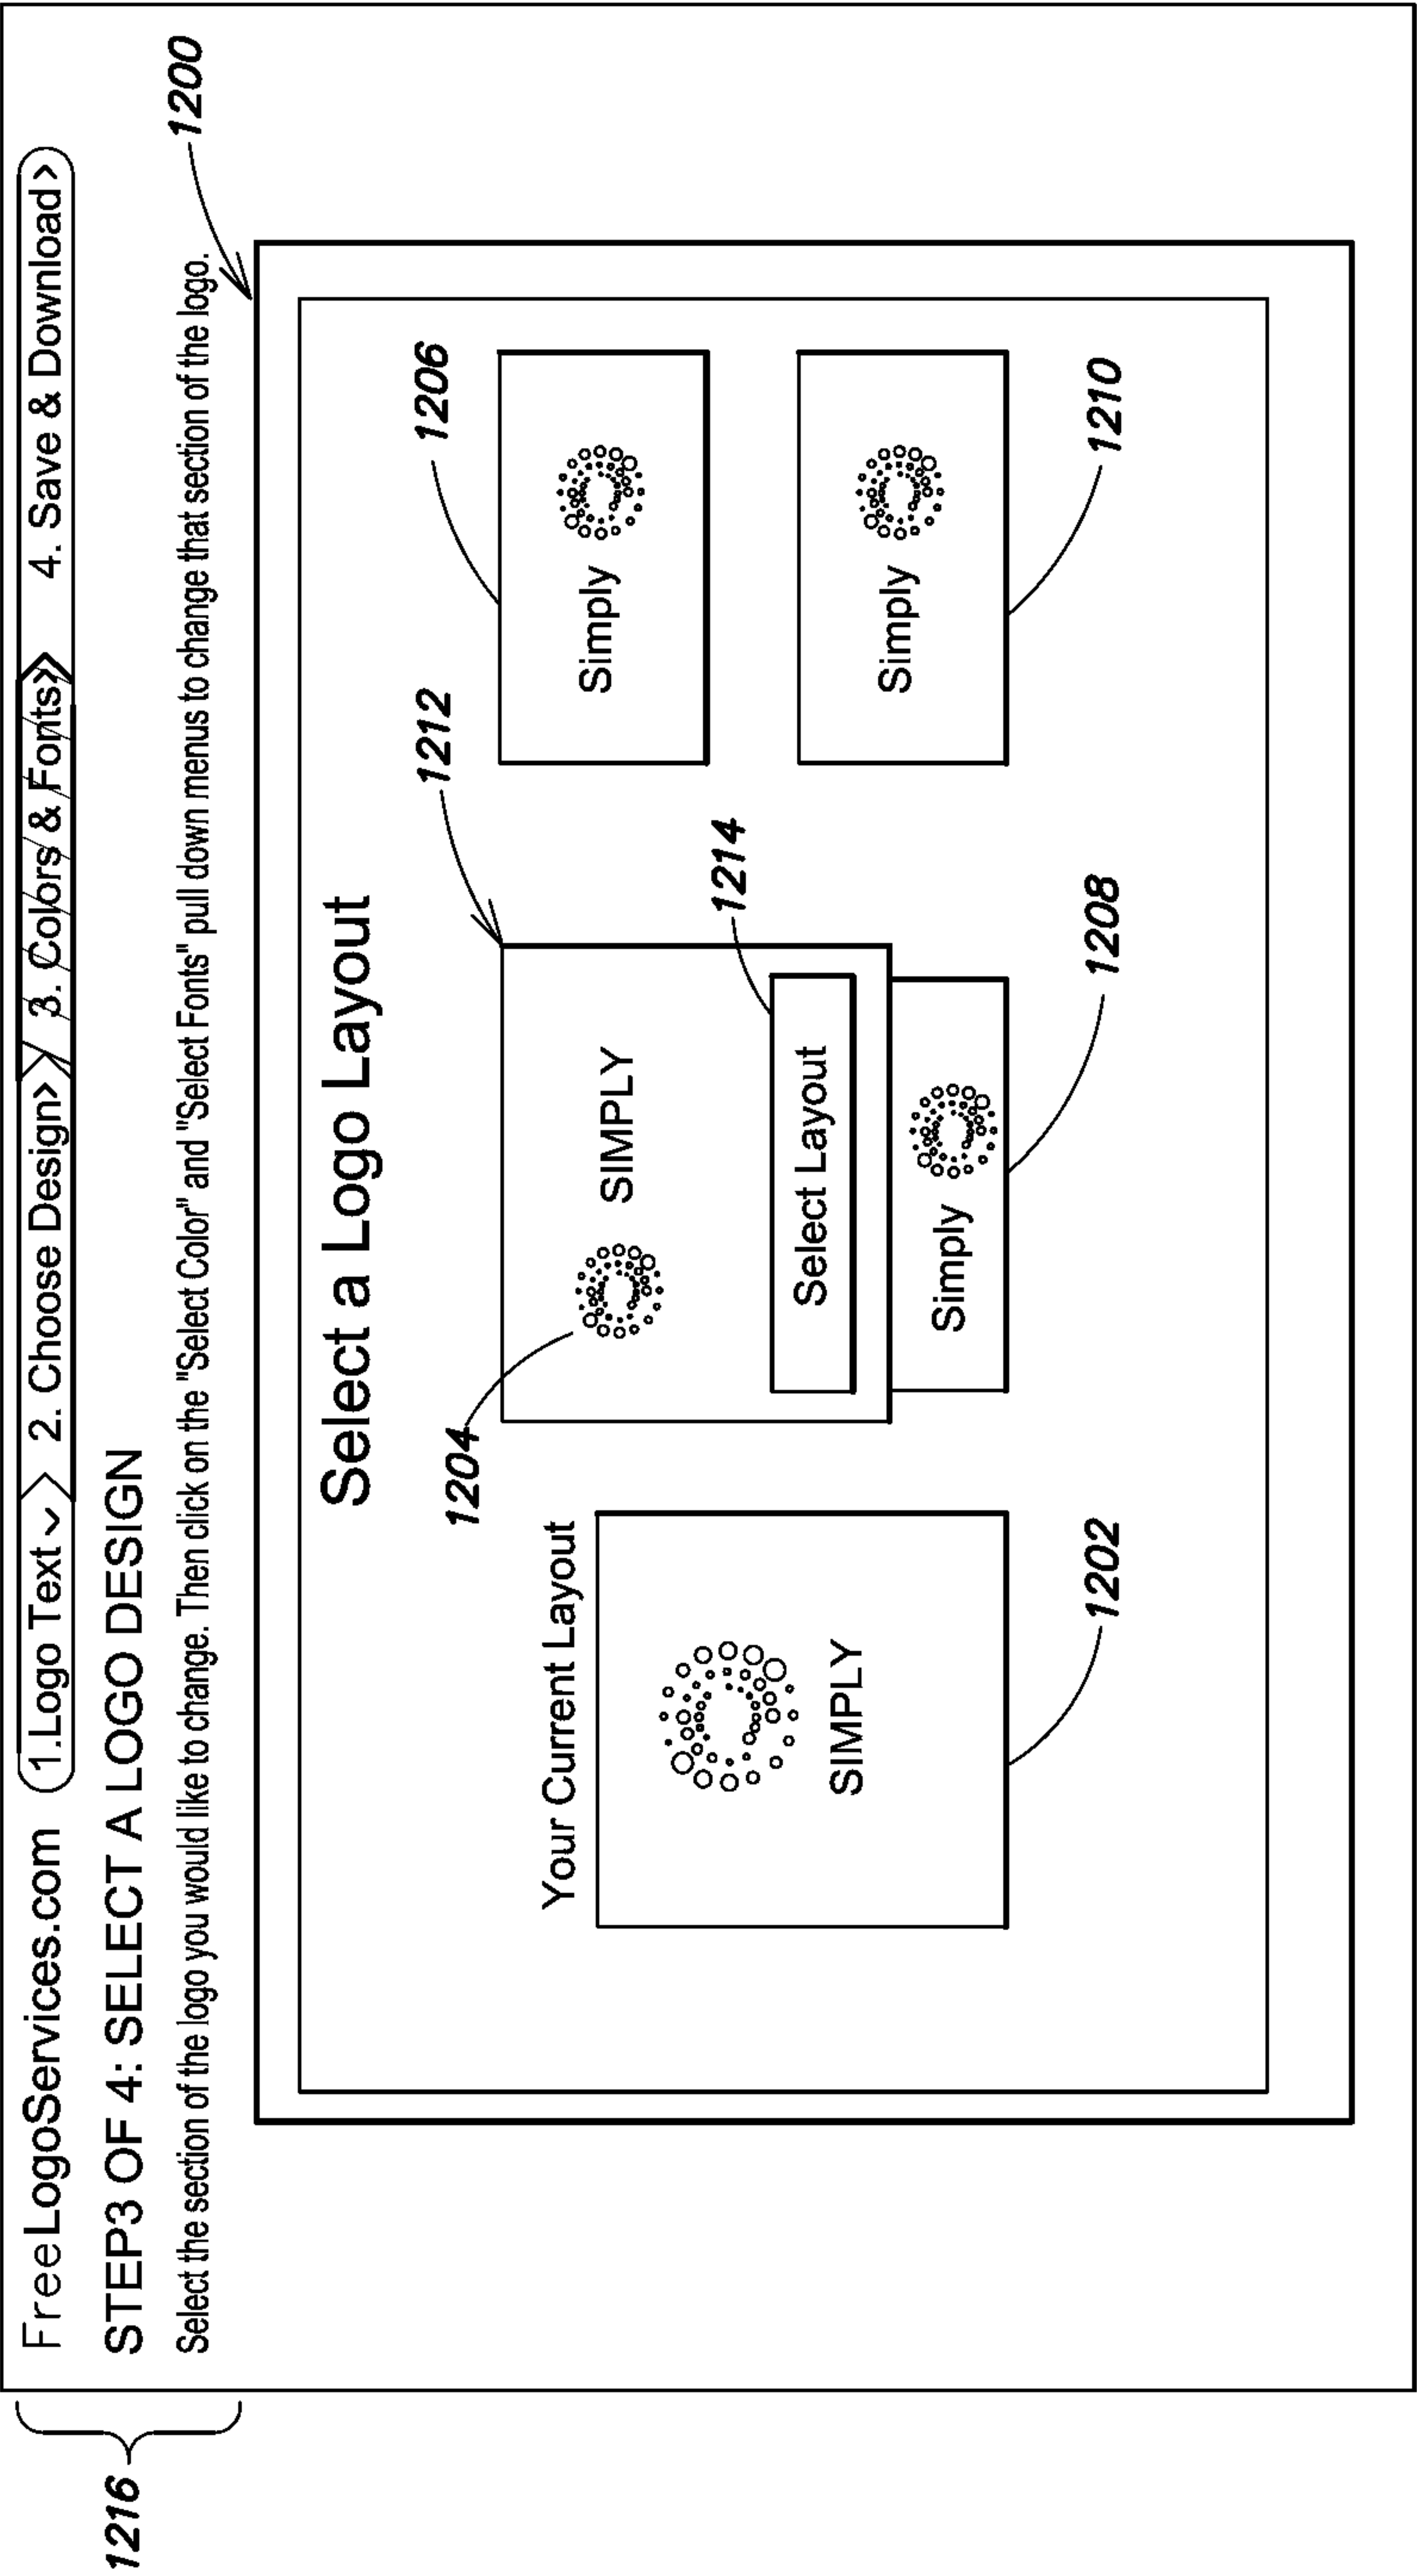 FreeLogoServices.com 1.Logo Text 2. Choose Design> 3. Colors & Fonts» 4. Save & Download>
STEP3 OF 4: SELECT A LOGO DESIGN
Select the section of the logo you would like to change. Then click on the "Select Color" and "Select Fonts" pull down menus to change that section of the logo.
1216
1200
Select a Logo Layout
1204
1212
1206
Your Current Layout
SIMPLY
Simply
1214
Select Layout
SIMPLY
Simply
Simply
1202
1208
1210